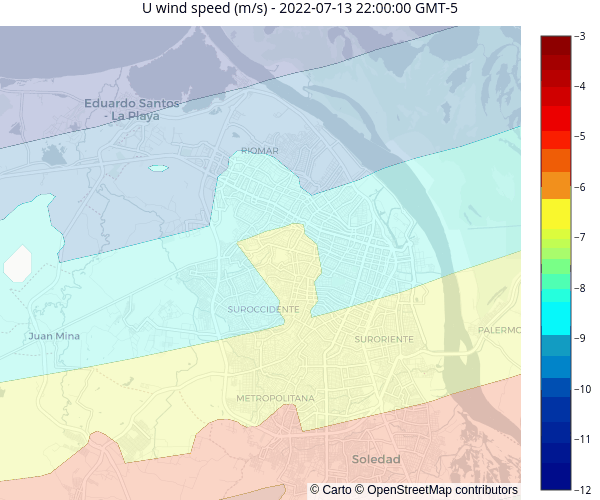 U wind speed (m/s) - 2022-07-13 22:00:00 GMT-5
Eduardo Santos
- La Playa
RIOMAR
SUROCCIDENTE
Juan Mina
SURORIENTE
PALERMO
METROPOLITANA
Soledad
© Carto © OpenStreetMap contributors
−3
−4
−5
−6
−7
−8
−9
−10
−11
−12